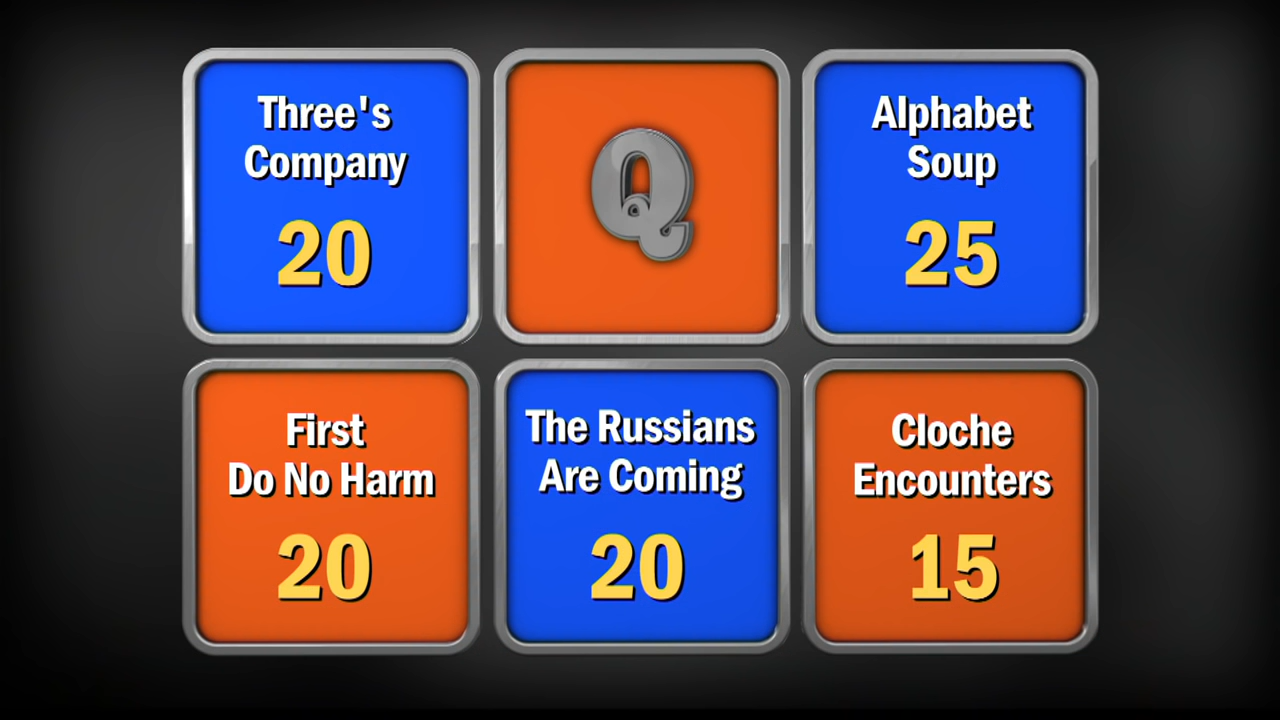 Three's
Company
20
Q
Alphabet
Soup
25
First
Do No Harm
20
The Russians
Are Coming
20
Cloche
Encounters
15